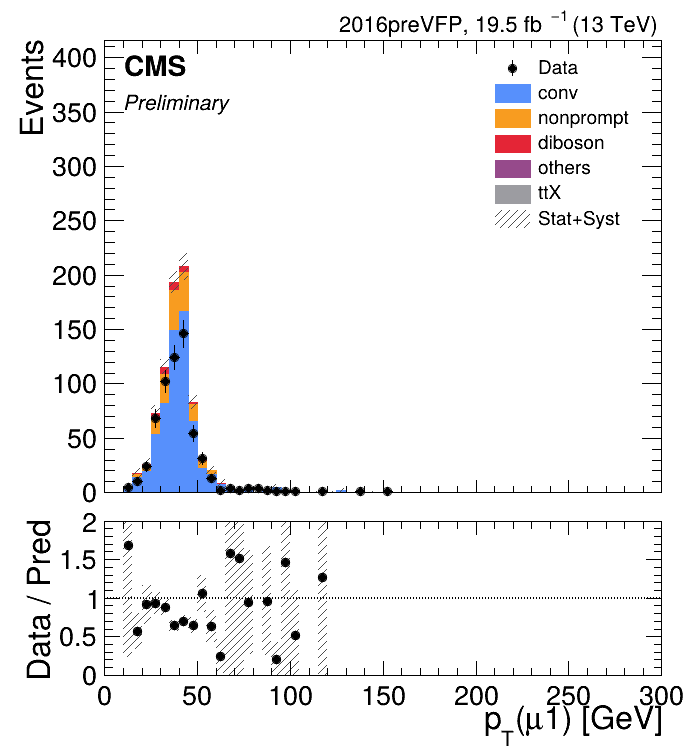 2016preVFP, 19.5 fb⁻¹ (13 TeV)
CMS
Preliminary
Events
400
350
300
250
200
150
100
50
0
Data
conv
nonprompt
diboson
others
ttX
Stat+Syst
Data / Pred
2
1.5
1
0.5
0
0 50 100 150 200 250 300
p_T(μ1) [GeV]